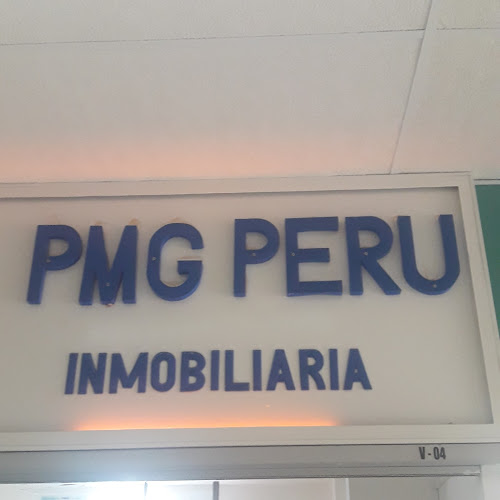 PMG PERU
INMOBILIARIA
V-04